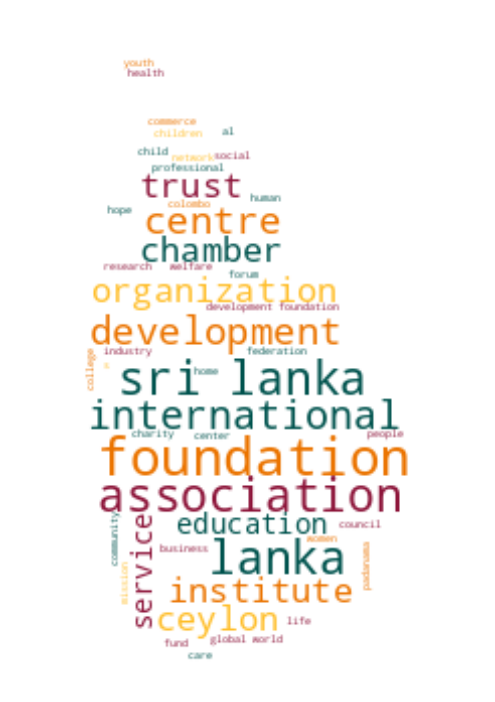 youth
health
commerce
children al
child network social
professional
trust
colombo human
hope
centre
chamber
research welfare
forum
organization
development foundation
development
industry federation
college
s
home
sri lanka
international
charity center people
foundation
association
education council
community
service
women
business
lanka
padanama
mission
institute
ceylon life
fund global world
care